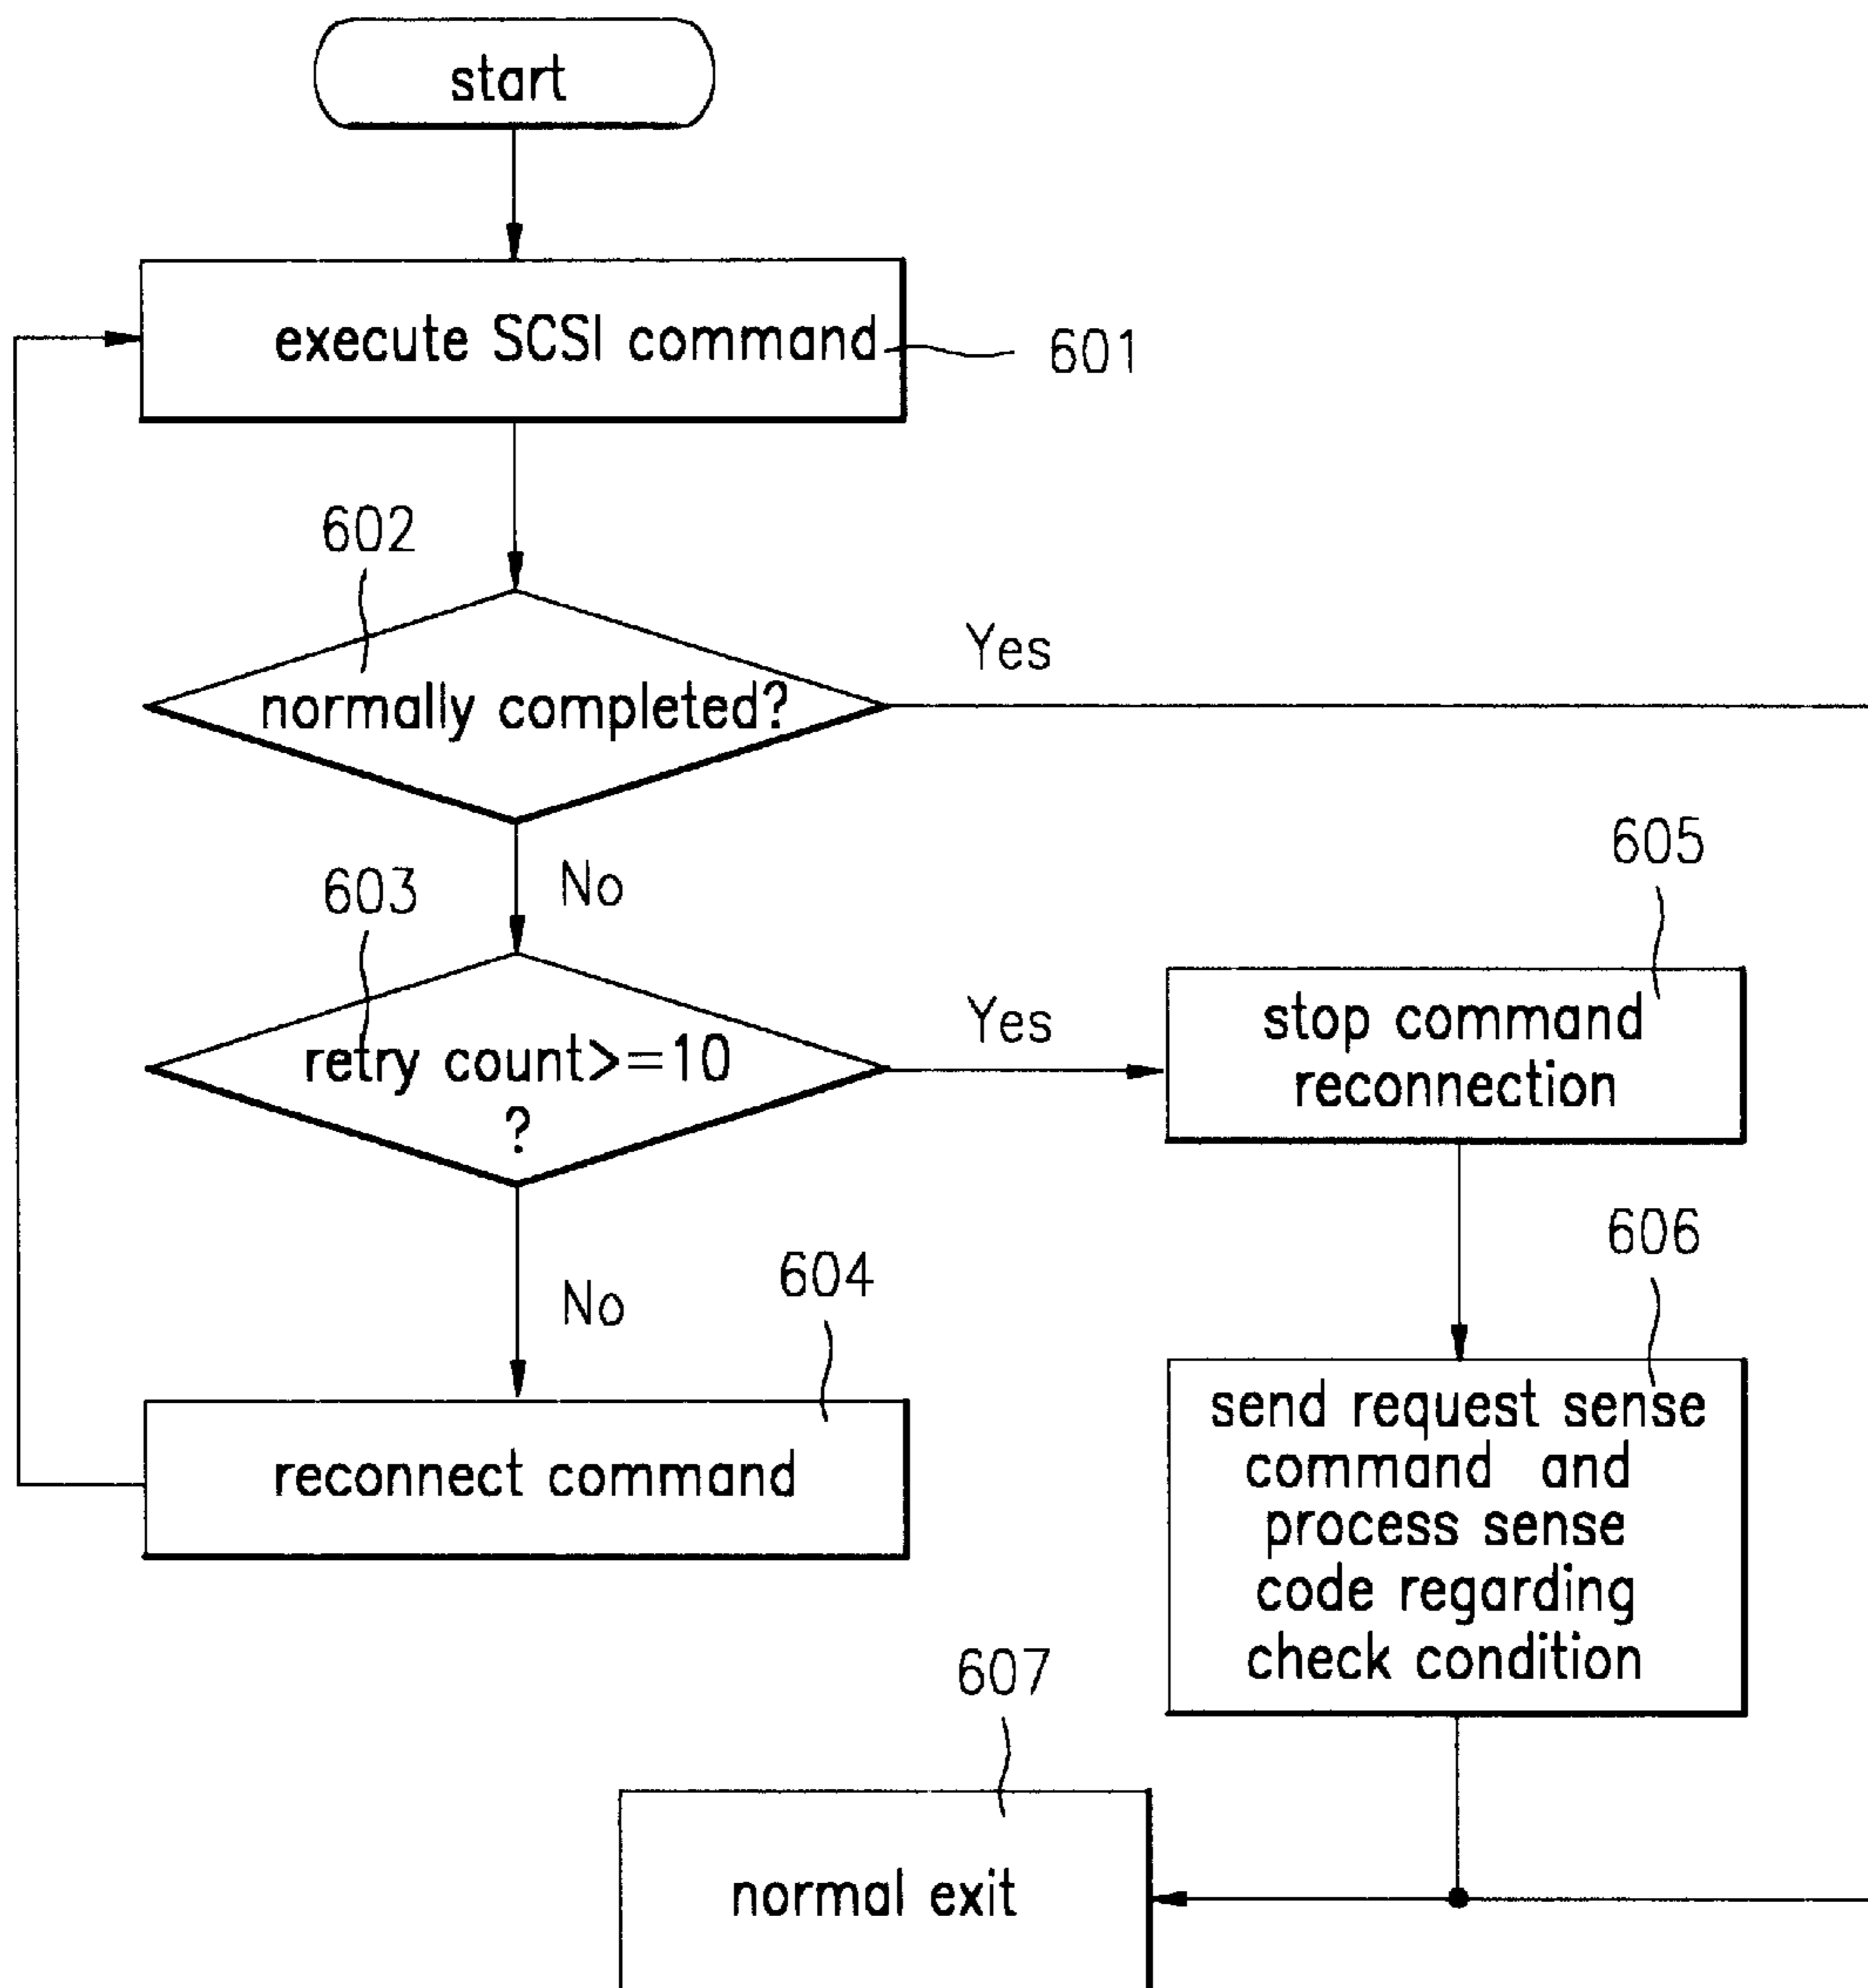 start
execute SCSI command
601
602
normally completed?
Yes
No
603
retry count>=10
?
Yes
605
stop command
reconnection
No
604
reconnect command
606
send request sense
command and
process sense
code regarding
check condition
607
normal exit